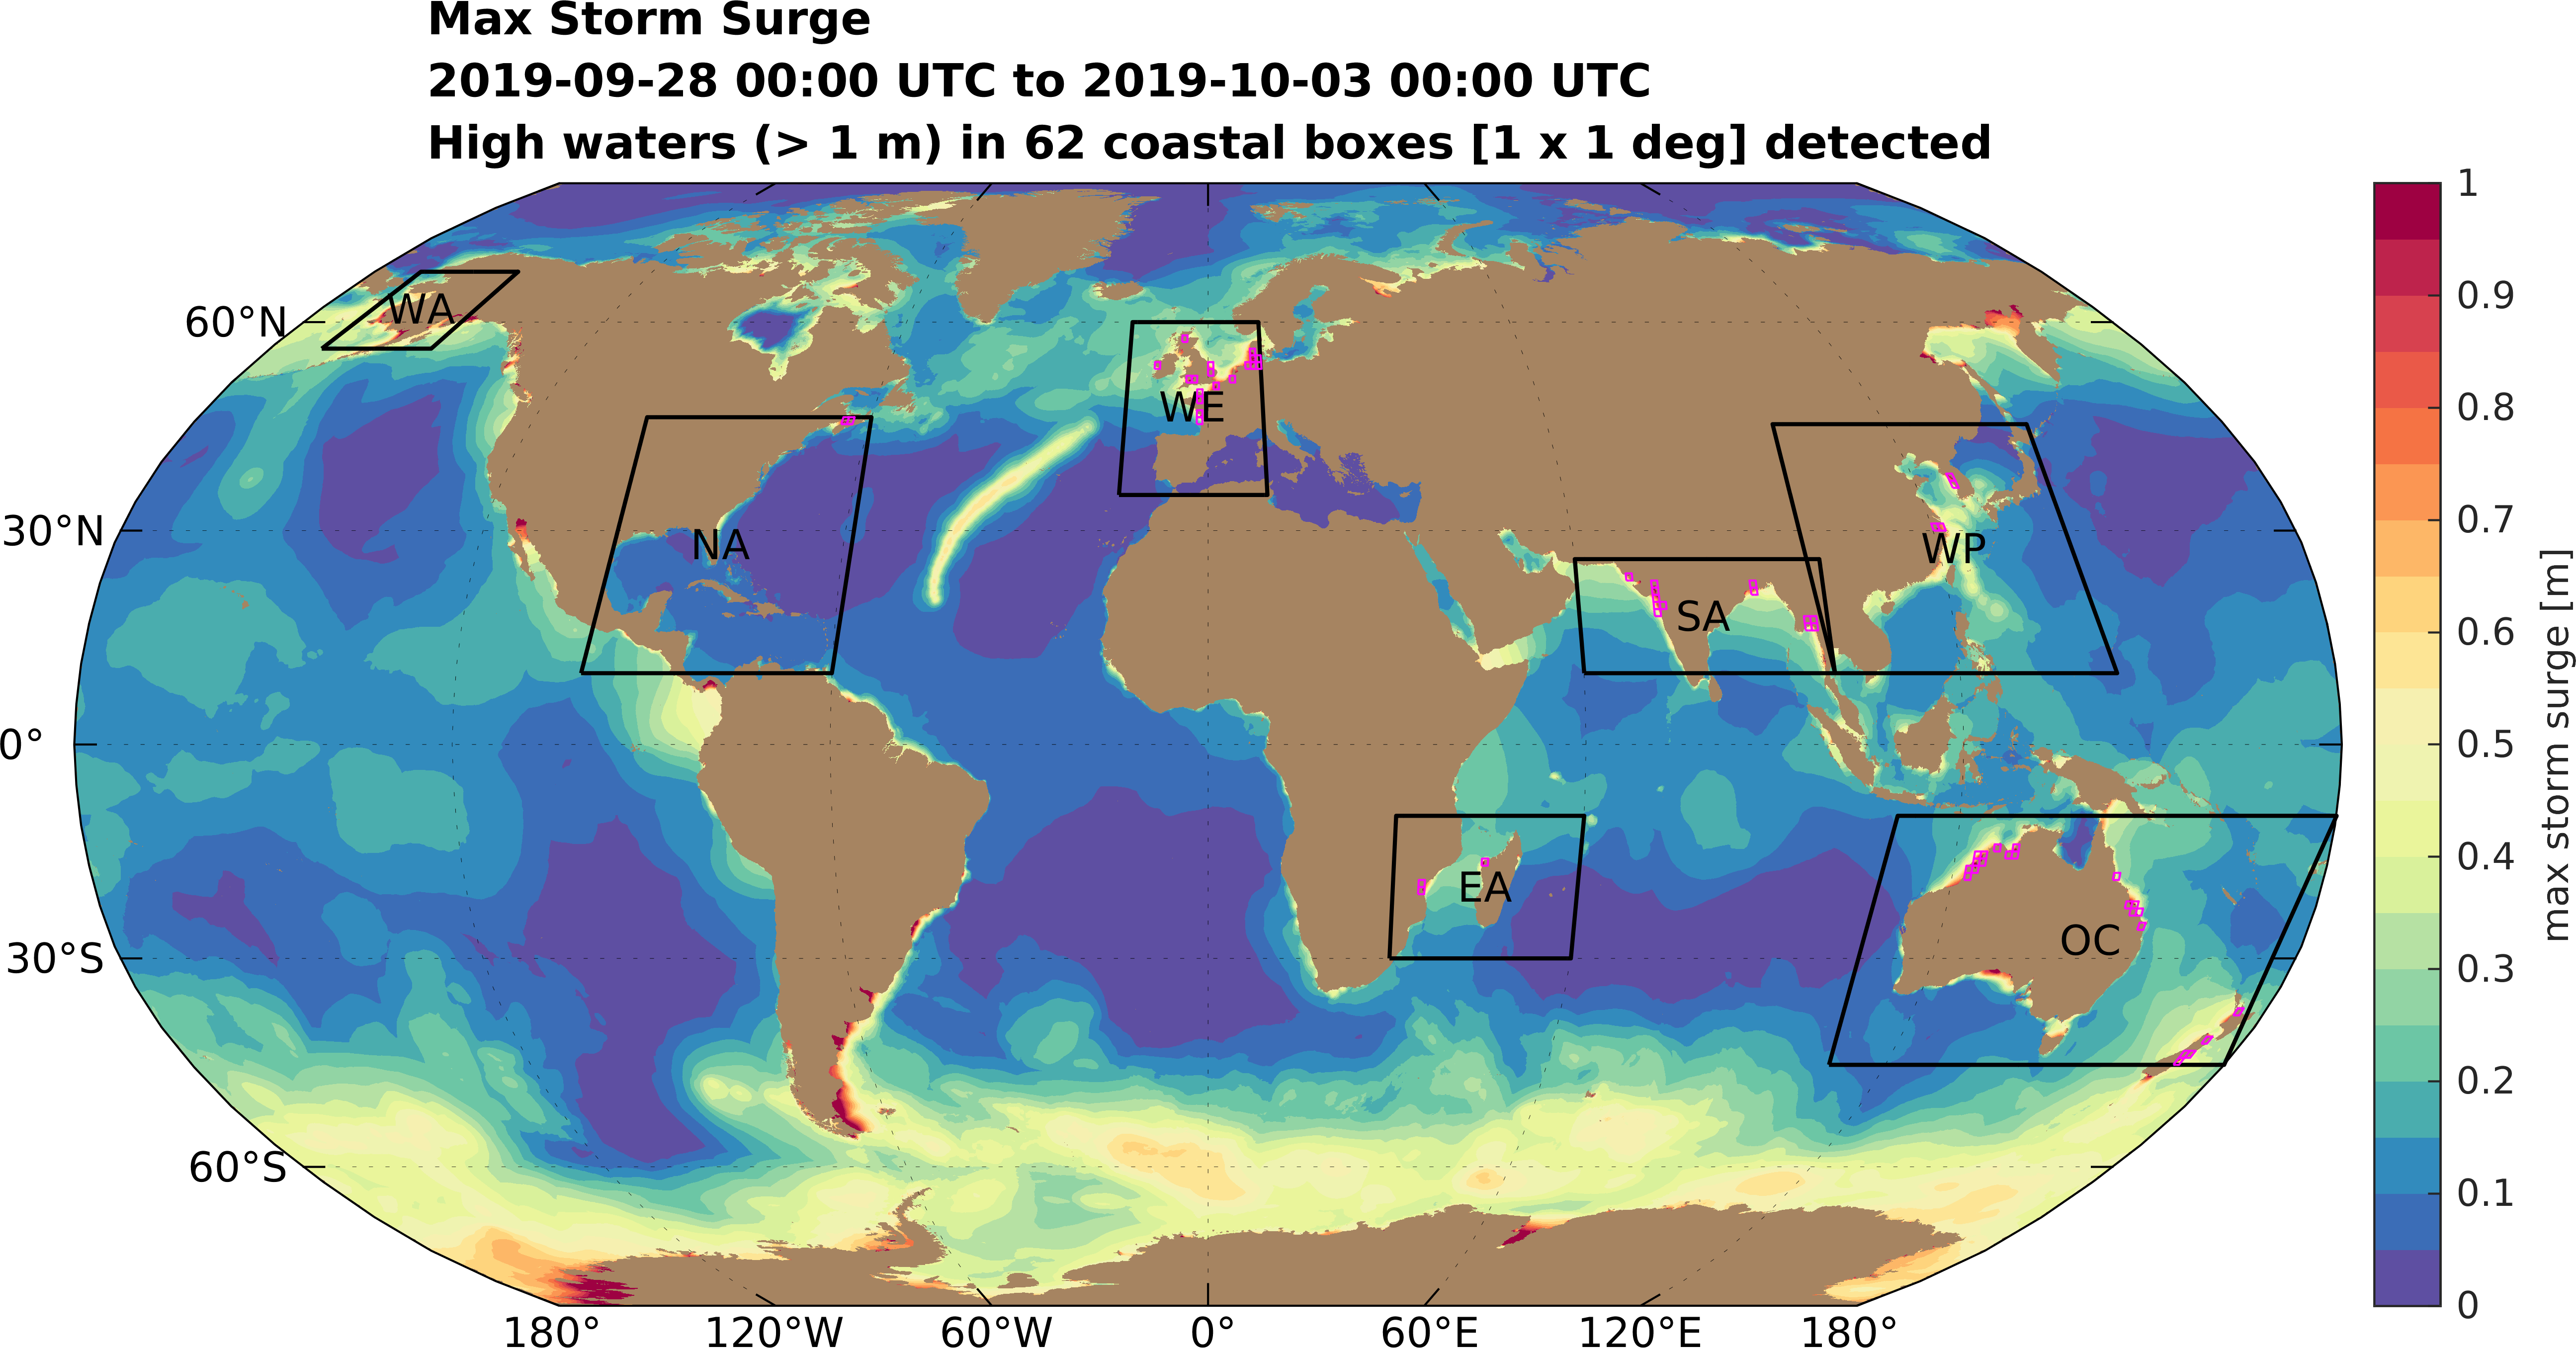 Max Storm Surge
2019-09-28 00:00 UTC to 2019-10-03 00:00 UTC
High waters (> 1 m) in 62 coastal boxes [1 x 1 deg] detected
60°N
30°N
0°
30°S
60°S
180°
120°W
60°W
0°
60°E
120°E
180°
WA
NA
WE
SA
WP
EA
OC
1
0.9
0.8
0.7
0.6
0.5
0.4
0.3
0.2
0.1
0
max storm surge [m]